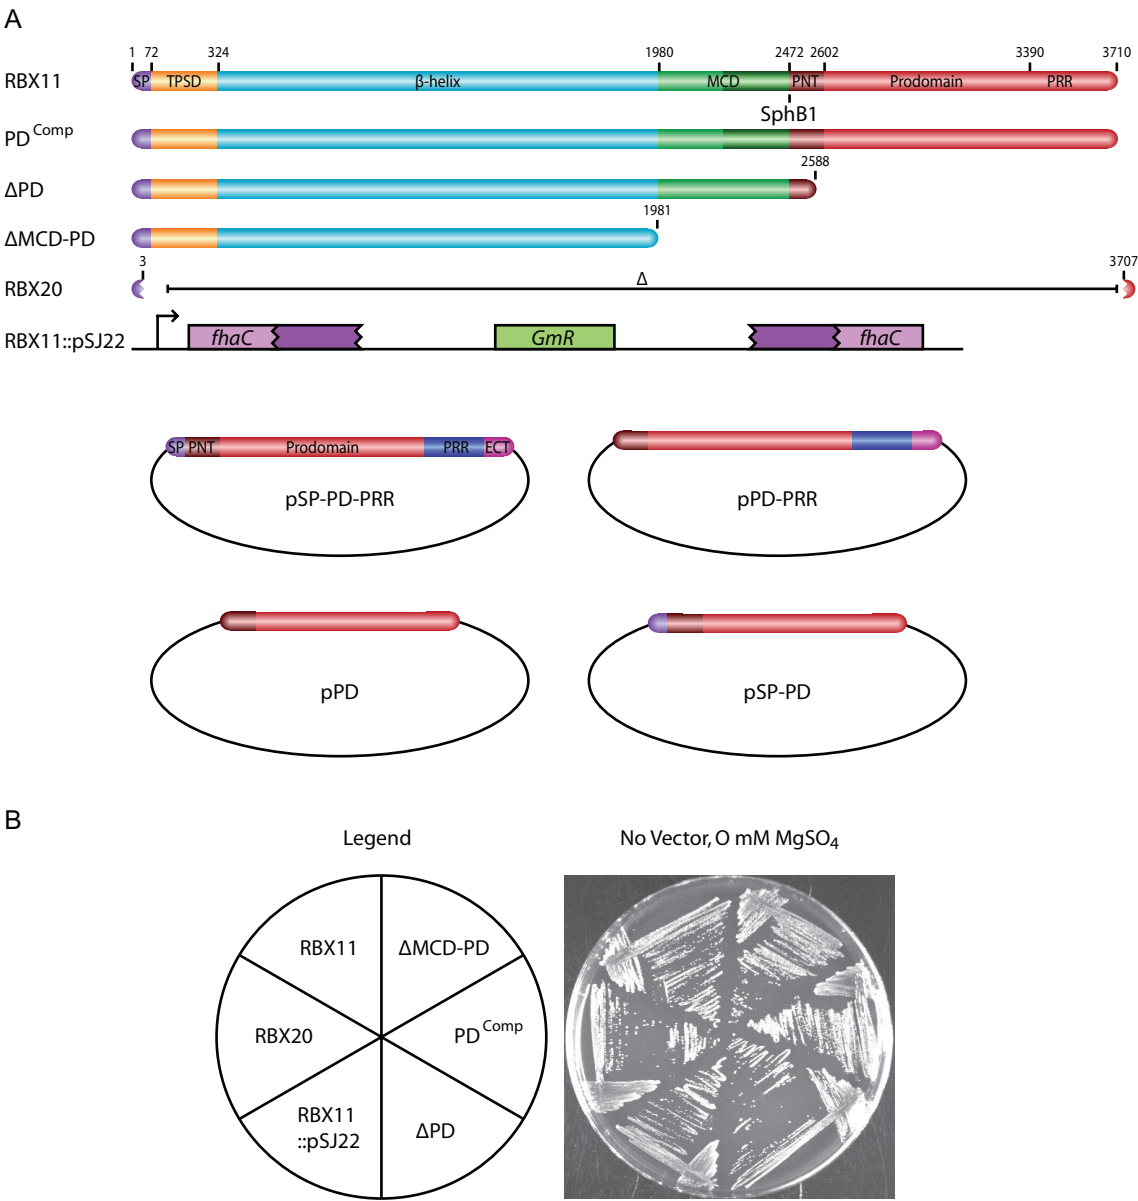 A
1 72 324 1980 2472 2602 3390 3710
RBX11 SP TPSD β-helix MCD PNT Prodomain PRR
SphB1
PD Comp
2588
ΔPD
1981
ΔMCD-PD
3 Δ 3707
RBX20
RBX11::pSJ22 fhaC GmR fhaC
SP PNT Prodomain PRR ECT
pSP-PD-PRR pPD-PRR
pPD pSP-PD
B
Legend No Vector, O mM MgSO4
RBX11 ΔMCD-PD
RBX20 PD Comp
RBX11
::pSJ22 ΔPD